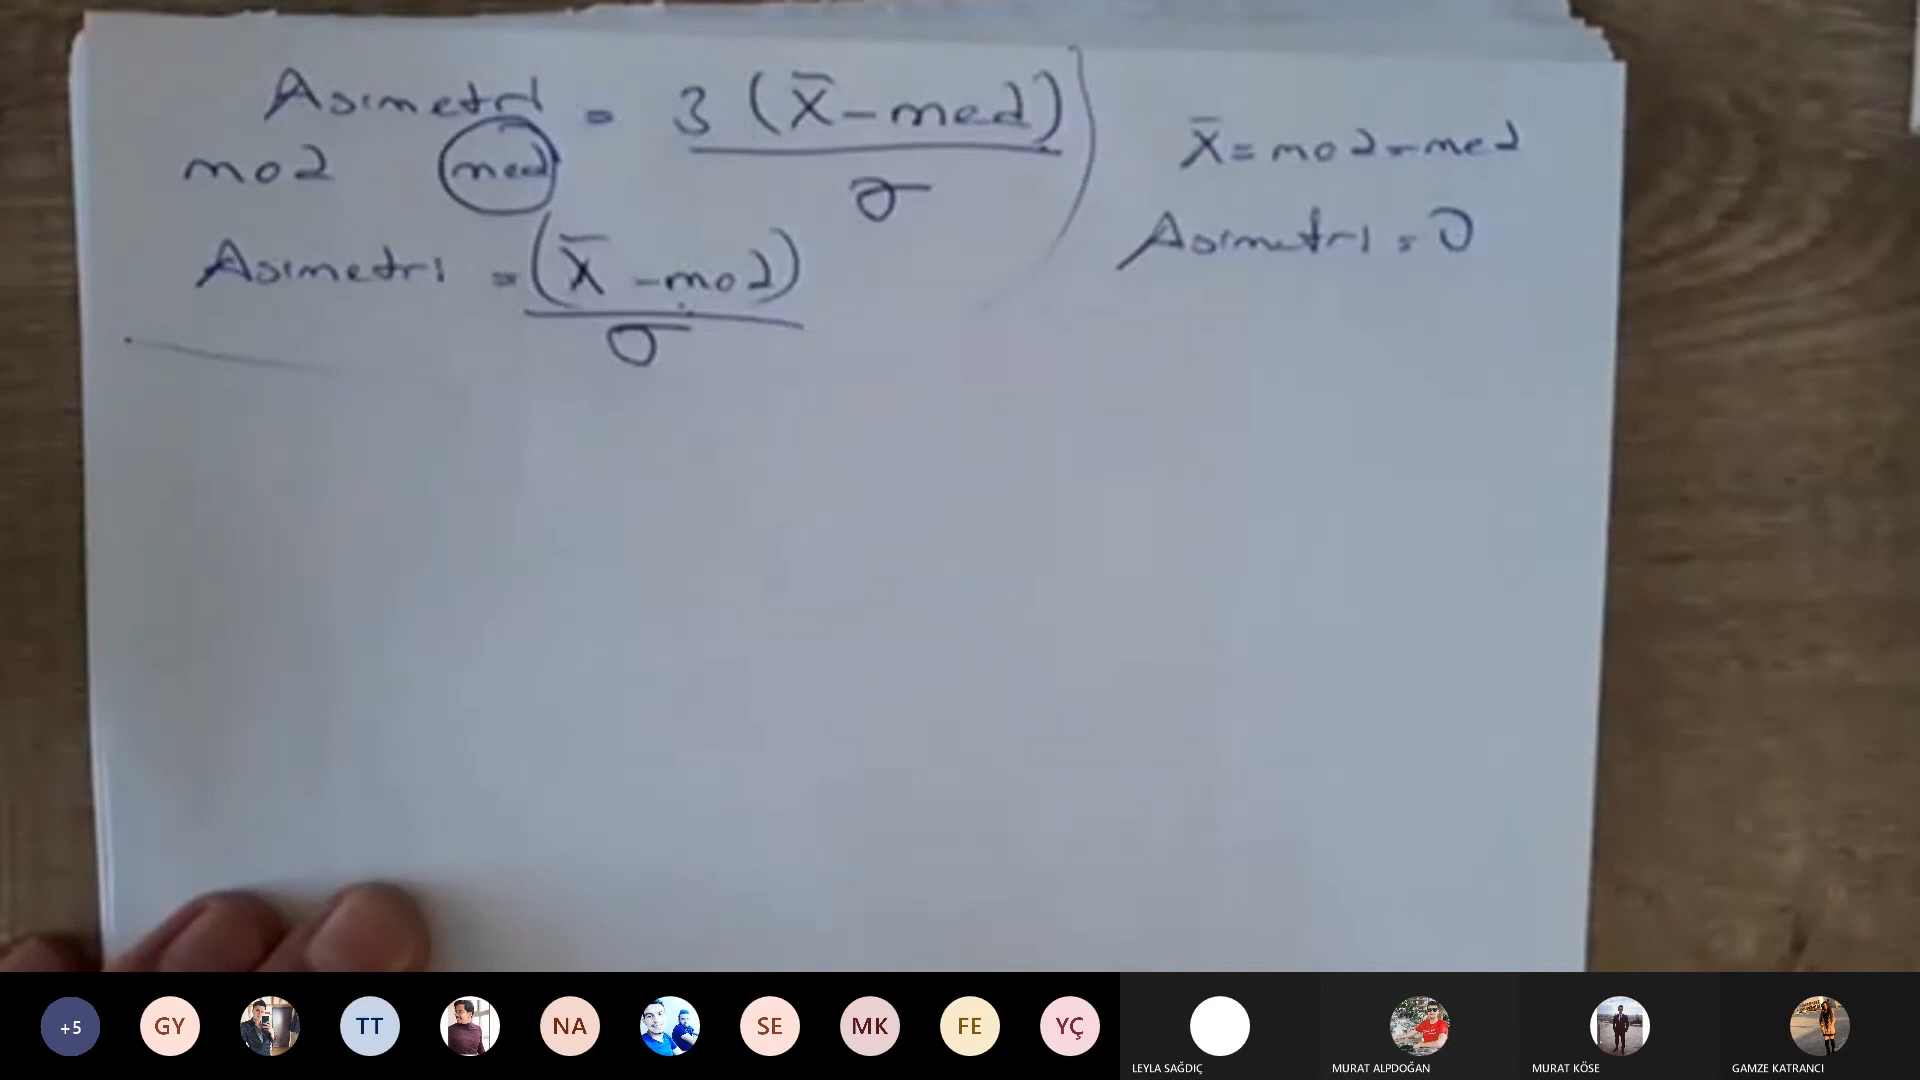 Asimetri = 3 (x̄ - med)
σ
mod med
Asimetri = (x̄ - mod)
σ
x̄ = mod = med
Asimetri = 0
+5 GY TT NA SE MK FE YÇ
LEYLA SAĞDIÇ MURAT ALPDOĞAN MURAT KÖSE GAMZE KATRANCI